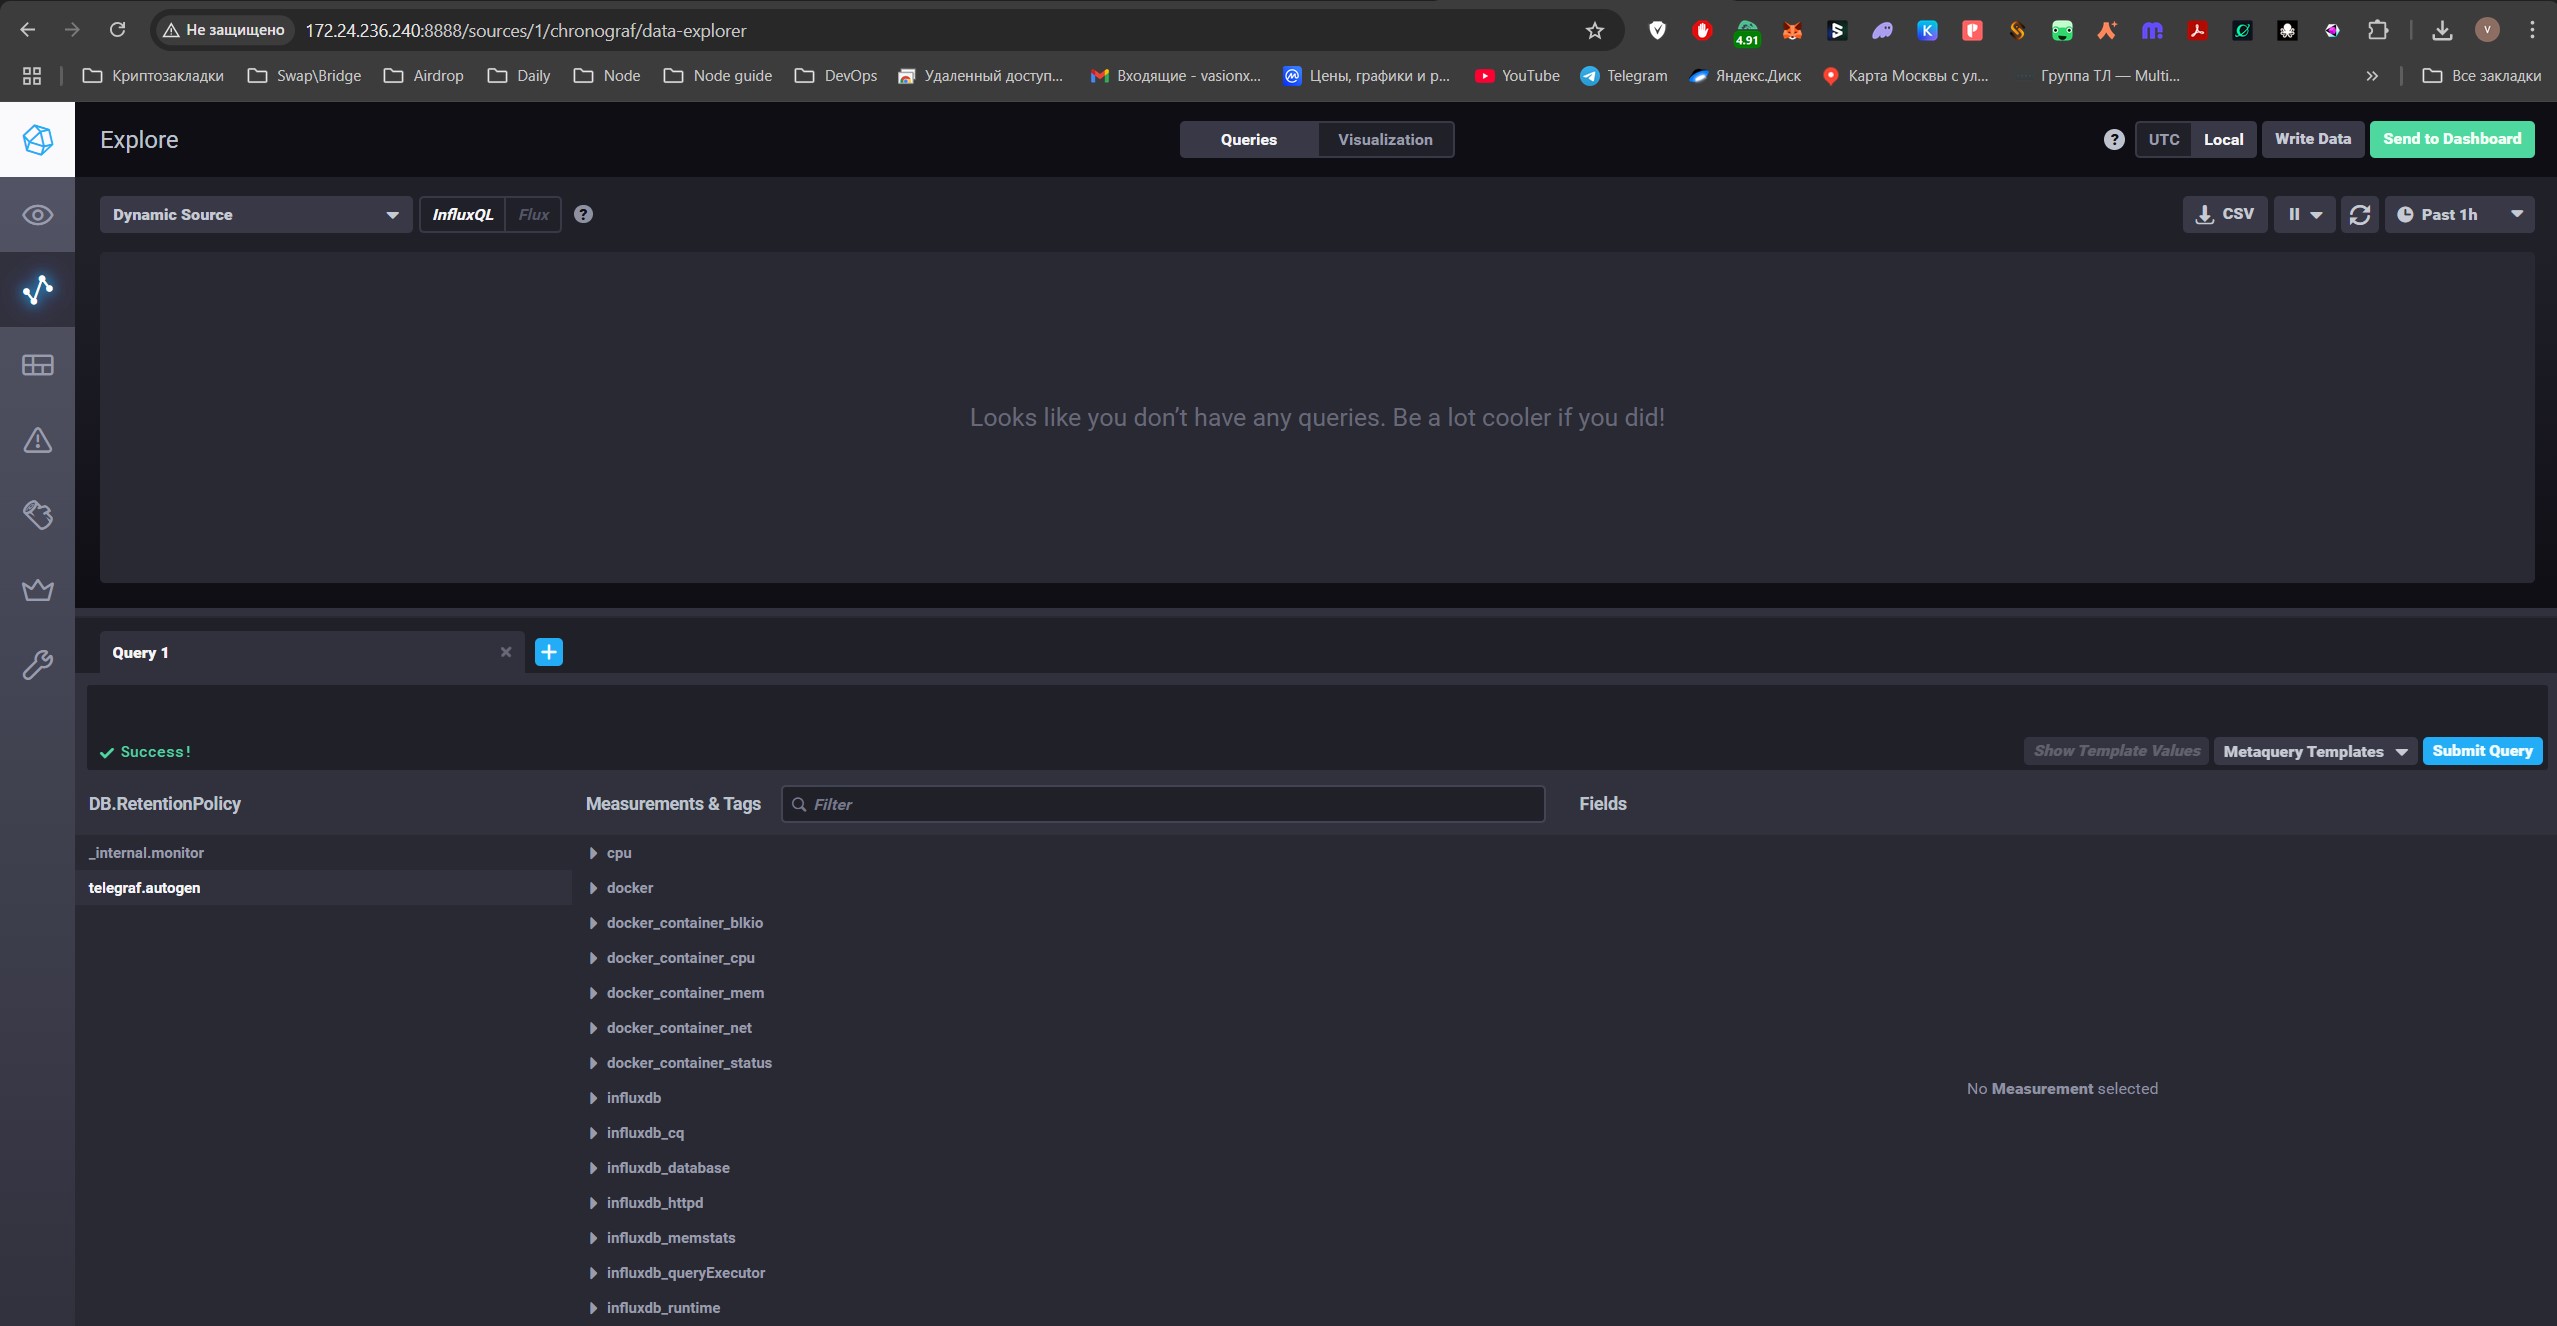 Не защищено 172.24.236.240:8888/sources/1/chronograf/data-explorer 4.91 V
Криптозакладки Swap\Bridge Airdrop Daily Node Node guide DevOps Удаленный доступ... Входящие - vasionx... Цены, графики и р... YouTube Telegram Яндекс.Диск Карта Москвы с ул... Группа ТЛ — Multi... » Все закладки
Explore Queries Visualization ? UTC Local Write Data Send to Dashboard
Dynamic Source InfluxQL Flux ? CSV Past 1h
Looks like you don’t have any queries. Be a lot cooler if you did!
Query 1
Success! Show Template Values Metaquery Templates Submit Query
DB.RetentionPolicy Measurements & Tags Filter Fields
_internal.monitor
telegraf.autogen
cpu
docker
docker_container_blkio
docker_container_cpu
docker_container_mem
docker_container_net
docker_container_status
influxdb
influxdb_cq
influxdb_database
influxdb_httpd
influxdb_memstats
influxdb_queryExecutor
influxdb_runtime
No Measurement selected